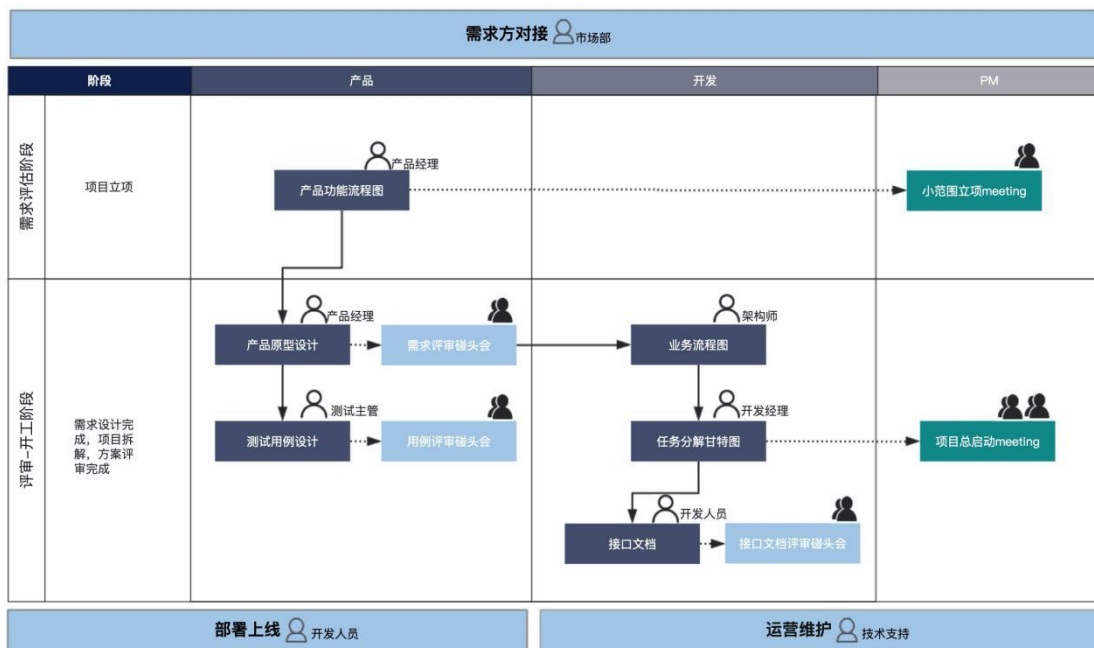 需求方对接 市场部
阶段 产品 开发 PM
需求评估阶段
项目立项
产品经理
产品功能流程图
小范围立项meeting
评审-开工阶段
需求设计完
成，项目拆
解，方案评
审完成
产品经理
架构师
产品原型设计
需求评审碰头会
业务流程图
测试主管
开发经理
测试用例设计
用例评审碰头会
任务分解甘特图
项目总启动meeting
开发人员
接口文档
接口文档评审碰头会
部署上线 开发人员
运营维护 技术支持